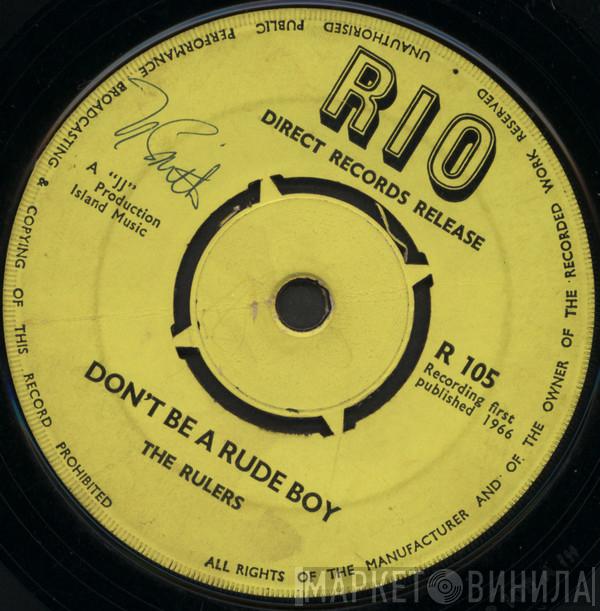 RIO
DIRECT RECORDS RELEASE
A "JJ"
Production
Island Music
R 105
Recording first
published 1966
DON'T BE A RUDE BOY
THE RULERS
ALL RIGHTS OF THE MANUFACTURER AND OF THE OWNER OF THE RECORDED WORK RESERVED UNAUTHORISED PUBLIC PERFORMANCE BROADCASTING & COPYING OF THIS RECORD PROHIBITED
МАРКЕТ ВИНИЛА